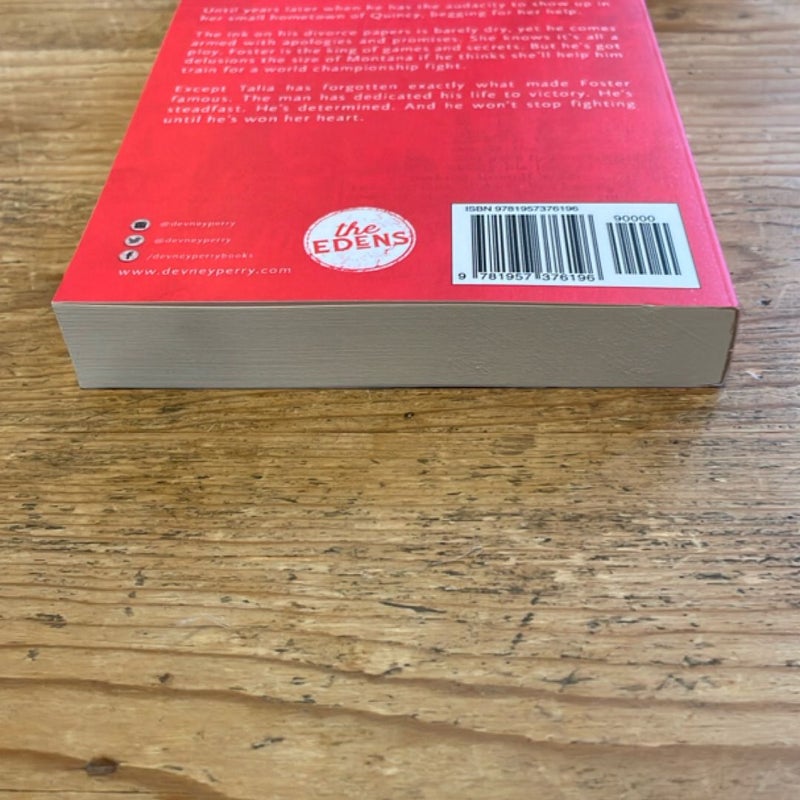 Until years later when he has the audacity to show up in
her small hometown of Quincy, begging for her help.
The ink on his divorce papers is barely dry, yet he comes
armed with apologies and promises. She knows it's all a
ploy. Foster is the king of games and secrets. But he's got
delusions the size of Montana if he thinks she'll help him
train for a world championship fight.
Except Talia has forgotten exactly what made Foster
famous. The man has dedicated his life to victory. He's
steadfast. He's determined. And he won't stop fighting
until he's won her heart.
@devneyperry
@devneyperry
/devneyperrybooks
www.devneyperry.com
the
EDENS
ISBN 9781957376196
90000
9 781957 376196